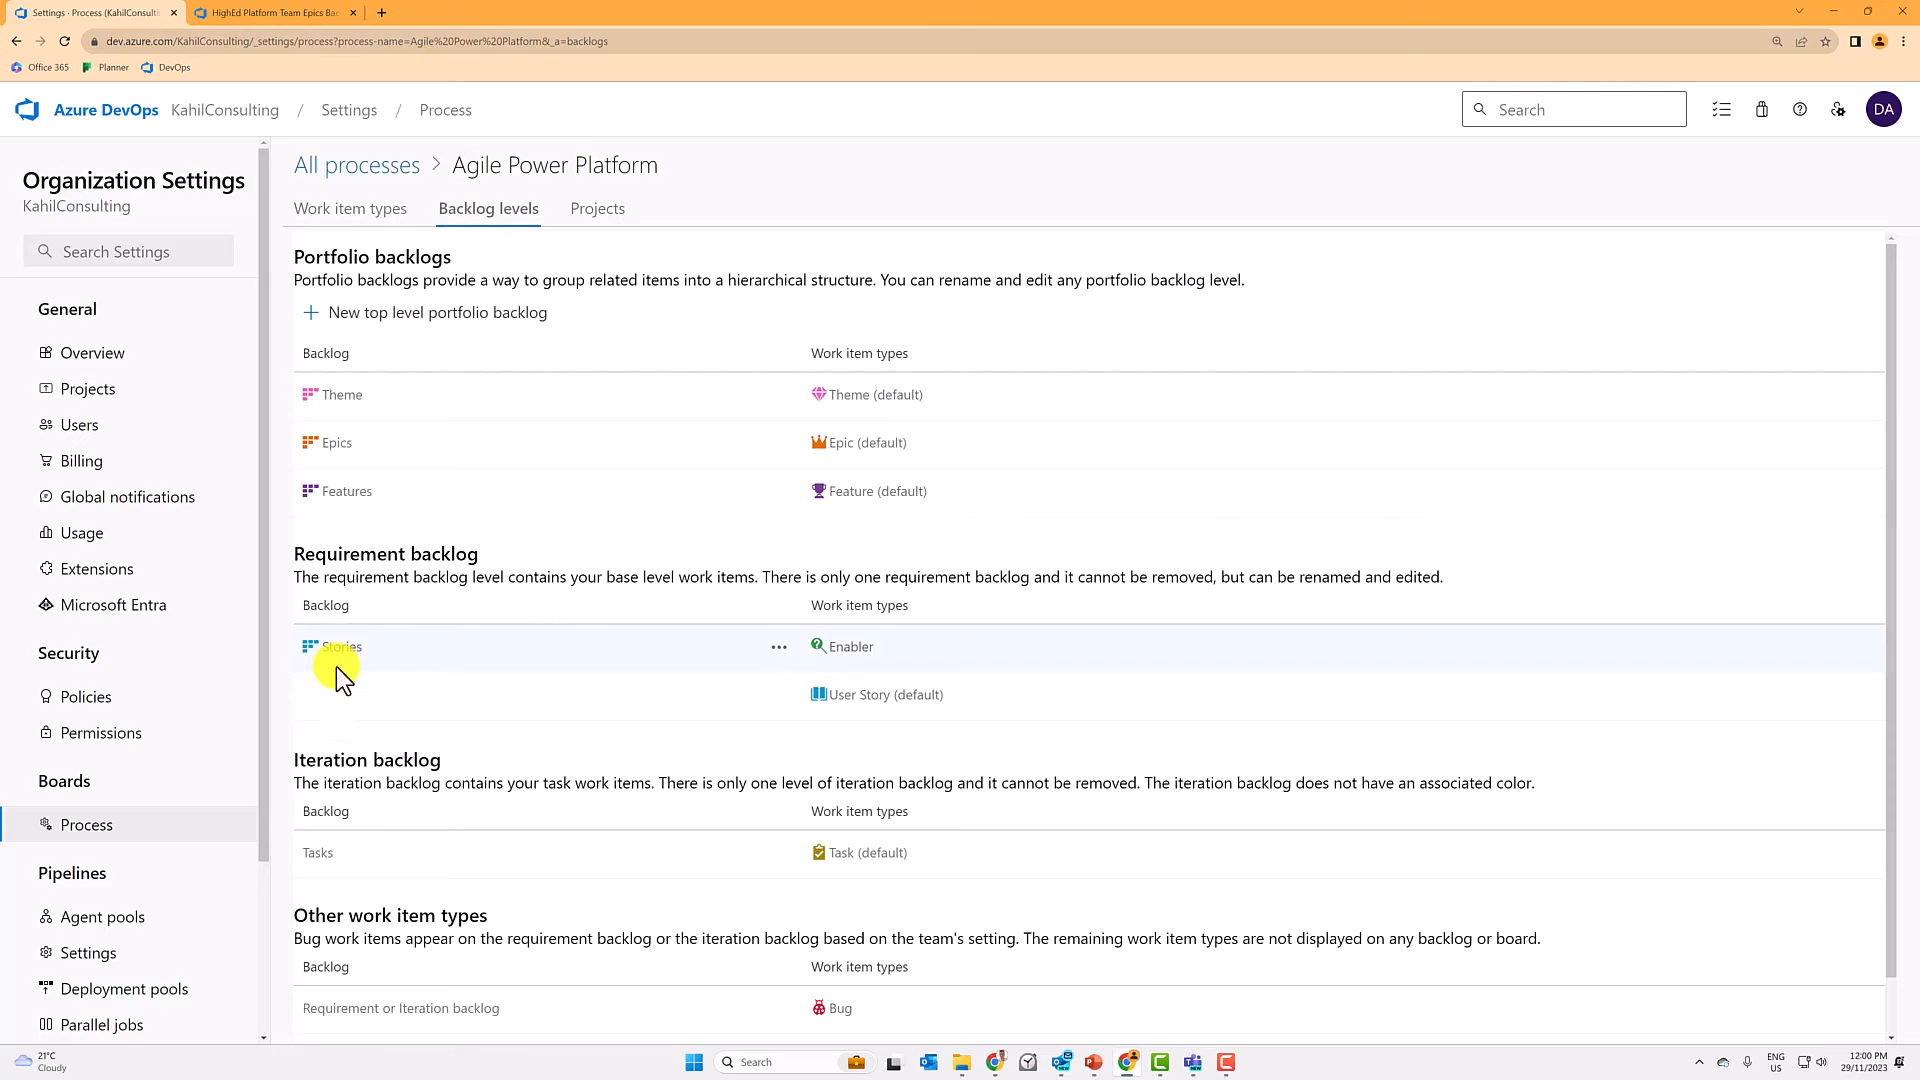 Settings - Process (KahilConsulti
HighEd Platform Team Epics Bac
dev.azure.com/KahilConsulting/_settings/process?process-name=Agile%20Power%20Platform&_a=backlogs
Office 365
Planner
DevOps
Azure DevOps
KahilConsulting
/
Settings
/
Process
Search
DA
Organization Settings
KahilConsulting
Search Settings
General
Overview
Projects
Users
Billing
Global notifications
Usage
Extensions
Microsoft Entra
Security
Policies
Permissions
Boards
Process
Pipelines
Agent pools
Settings
Deployment pools
Parallel jobs
All processes > Agile Power Platform
Work item types
Backlog levels
Projects
Portfolio backlogs
Portfolio backlogs provide a way to group related items into a hierarchical structure. You can rename and edit any portfolio backlog level.
New top level portfolio backlog
Backlog
Work item types
Theme
Theme (default)
Epics
Epic (default)
Features
Feature (default)
Requirement backlog
The requirement backlog level contains your base level work items. There is only one requirement backlog and it cannot be removed, but can be renamed and edited.
Backlog
Work item types
Stories
Enabler
User Story (default)
Iteration backlog
The iteration backlog contains your task work items. There is only one level of iteration backlog and it cannot be removed. The iteration backlog does not have an associated color.
Backlog
Work item types
Tasks
Task (default)
Other work item types
Bug work items appear on the requirement backlog or the iteration backlog based on the team's setting. The remaining work item types are not displayed on any backlog or board.
Backlog
Work item types
Requirement or Iteration backlog
Bug
21°C
Cloudy
Search
ENG
US
12:00 PM
29/11/2023